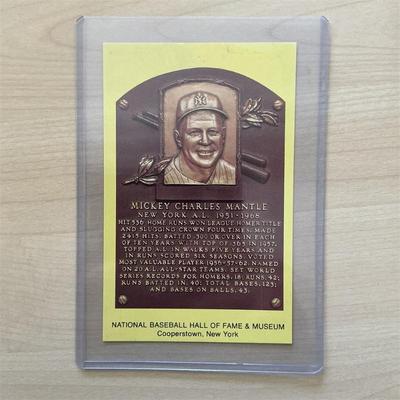 MICKEY CHARLES MANTLE
NEW YORK A.L. 1951-1968
HIT 536 HOME RUNS. WON LEAGUE HOMER TITLE
AND SLUGGING CROWN FOUR TIMES. MADE
2415 HITS. BATTED .300 OR OVER IN EACH
OF TEN YEARS WITH TOP OF .365 IN 1957.
TOPPED A.L. IN WALKS FIVE YEARS AND
IN RUNS SCORED SIX SEASONS. VOTED
MOST VALUABLE PLAYER 1956-57-62. NAMED
ON 20 A.L. ALL-STAR TEAMS. SET WORLD
SERIES RECORDS FOR HOMERS, 18; RUNS, 42;
RUNS BATTED IN, 40; TOTAL BASES, 123;
AND BASES ON BALLS, 43.
NATIONAL BASEBALL HALL OF FAME & MUSEUM
Cooperstown, New York